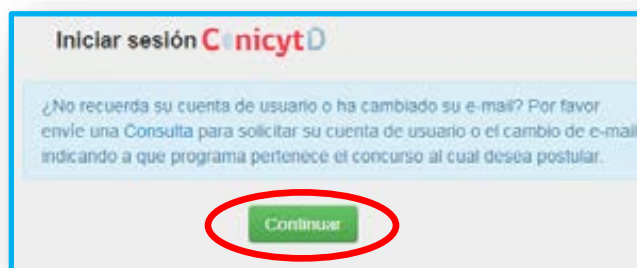 Iniciar sesión ConicytID
¿No recuerda su cuenta de usuario o ha cambiado su e-mail? Por favor
envíe una Consulta para solicitar su cuenta de usuario o el cambio de e-mail
indicando a que programa pertenece el concurso al cual desea postular.
Continuar